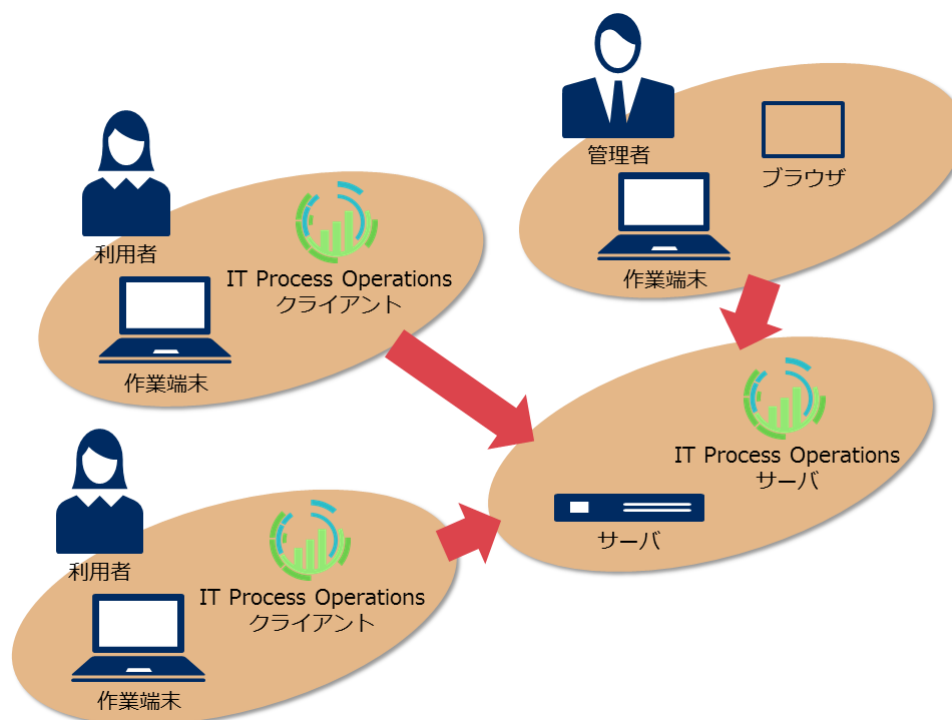 管理者
ブラウザ
作業端末
利用者
IT Process Operations
クライアント
作業端末
IT Process Operations
サーバ
サーバ
利用者
IT Process Operations
クライアント
作業端末